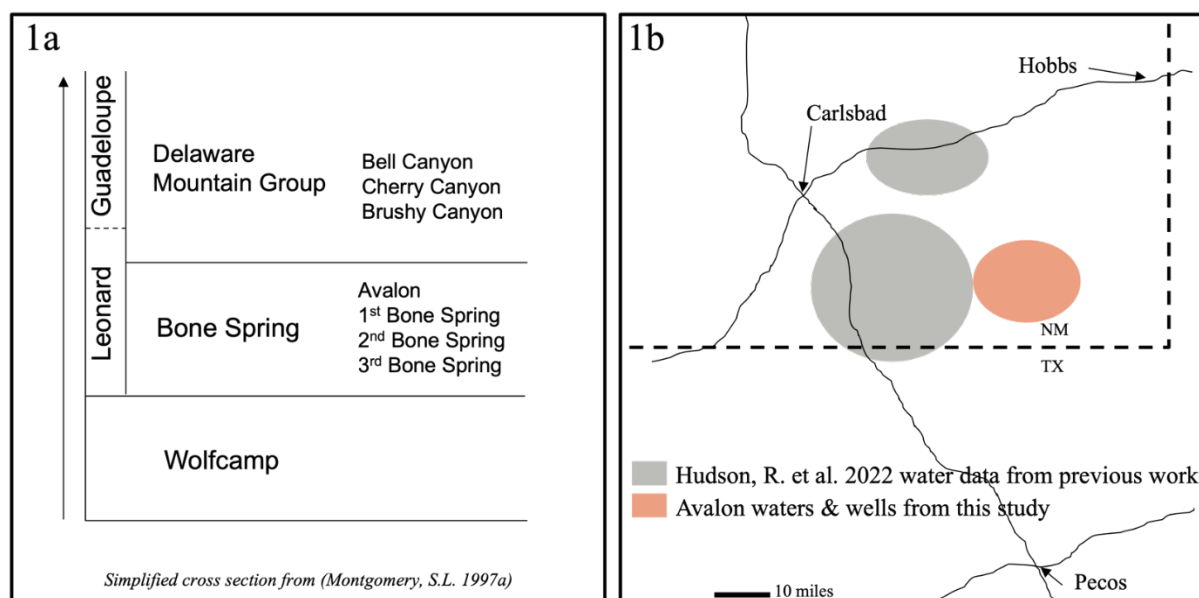 1a
Guadeloupe
Delaware
Mountain Group
Bell Canyon
Cherry Canyon
Brushy Canyon
Leonard
Bone Spring
Avalon
1st Bone Spring
2nd Bone Spring
3rd Bone Spring
Wolfcamp
Simplified cross section from (Montgomery, S.L. 1997a)
1b
Hobbs
Carlsbad
NM
TX
Hudson, R. et al. 2022 water data from previous work
Avalon waters & wells from this study
Pecos
10 miles